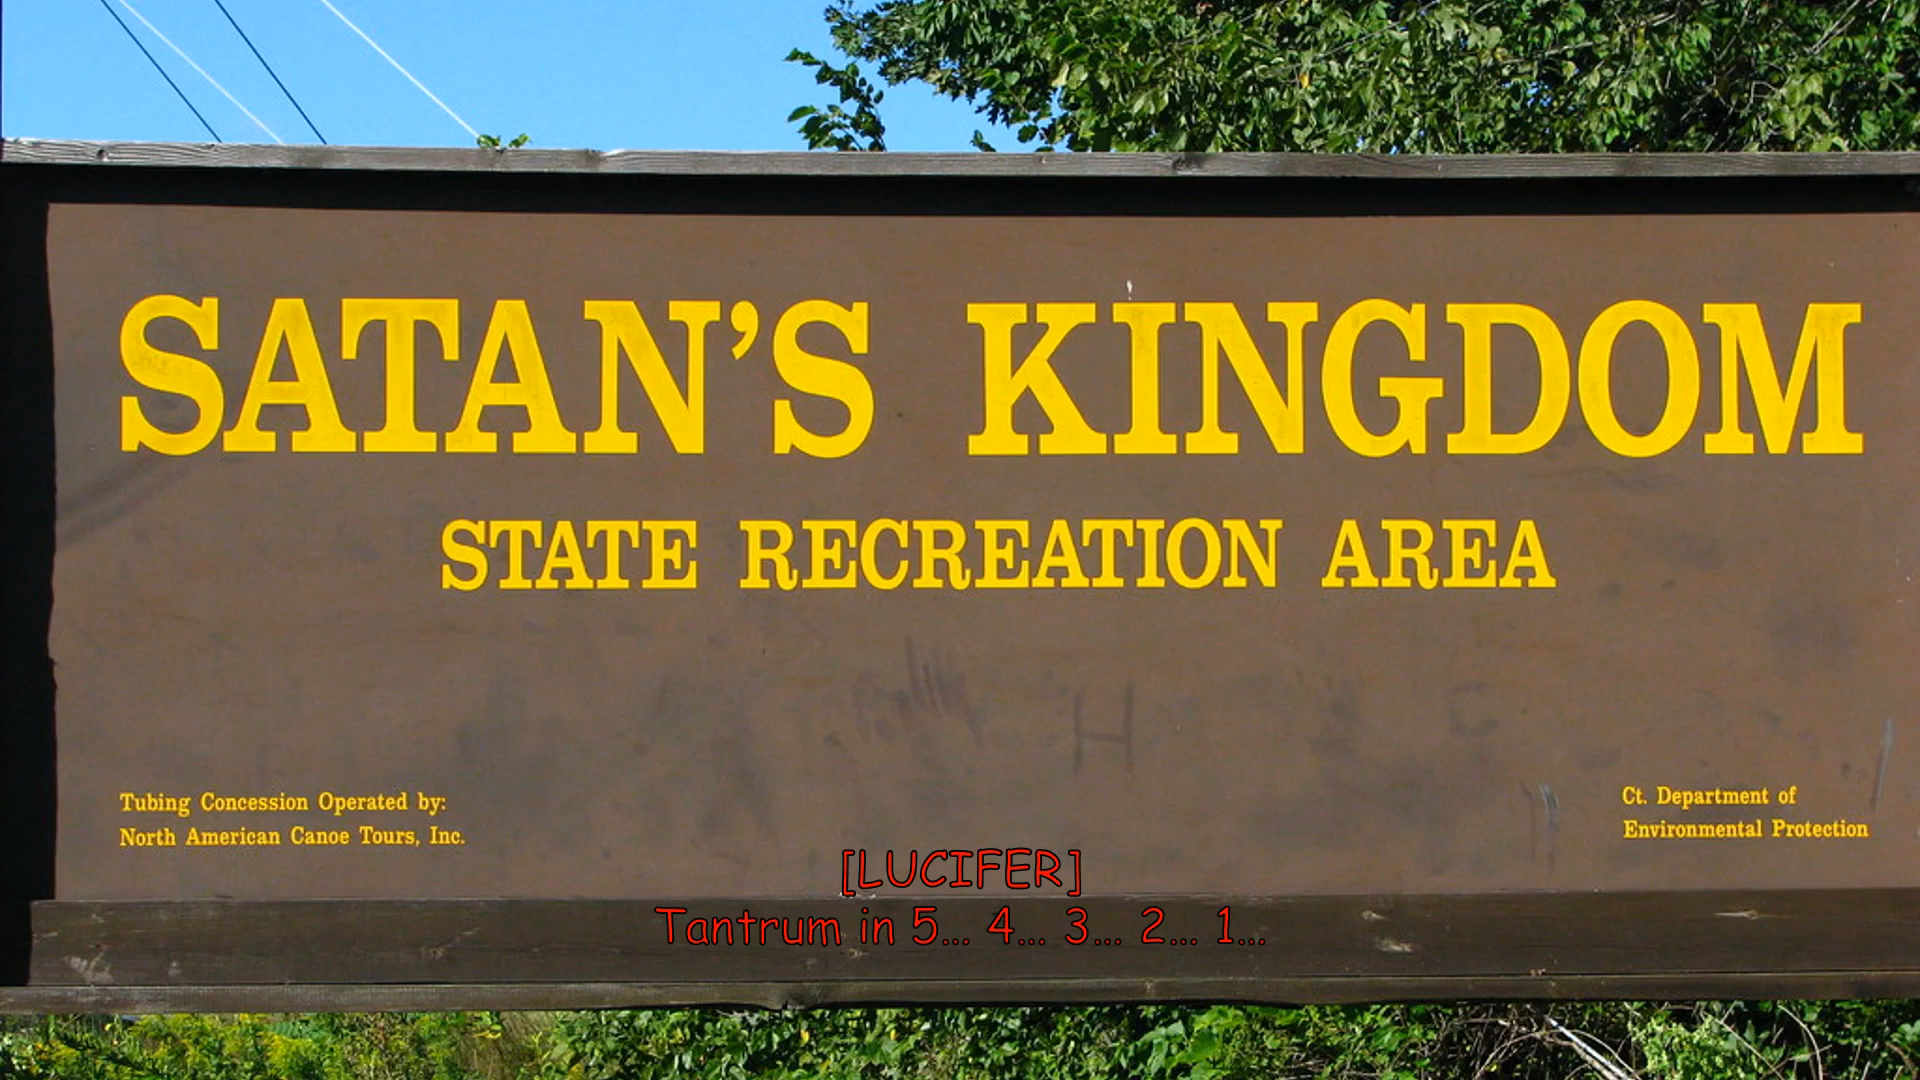 SATAN'S KINGDOM
STATE RECREATION AREA
Tubing Concession Operated by:
North American Canoe Tours, Inc.
Ct. Department of
Environmental Protection
[LUCIFER]
Tantrum in 5... 4... 3... 2... 1...